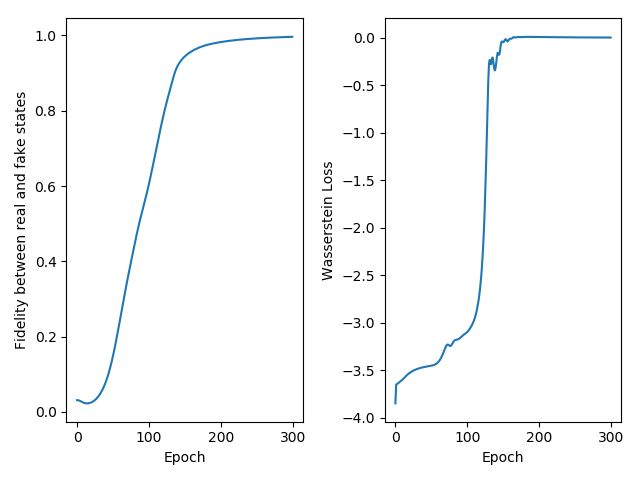 Fidelity between real and fake states
1.0
0.8
0.6
0.4
0.2
0.0
0 100 200 300
Epoch
Wasserstein Loss
0.0
−0.5
−1.0
−1.5
−2.0
−2.5
−3.0
−3.5
−4.0
0 100 200 300
Epoch